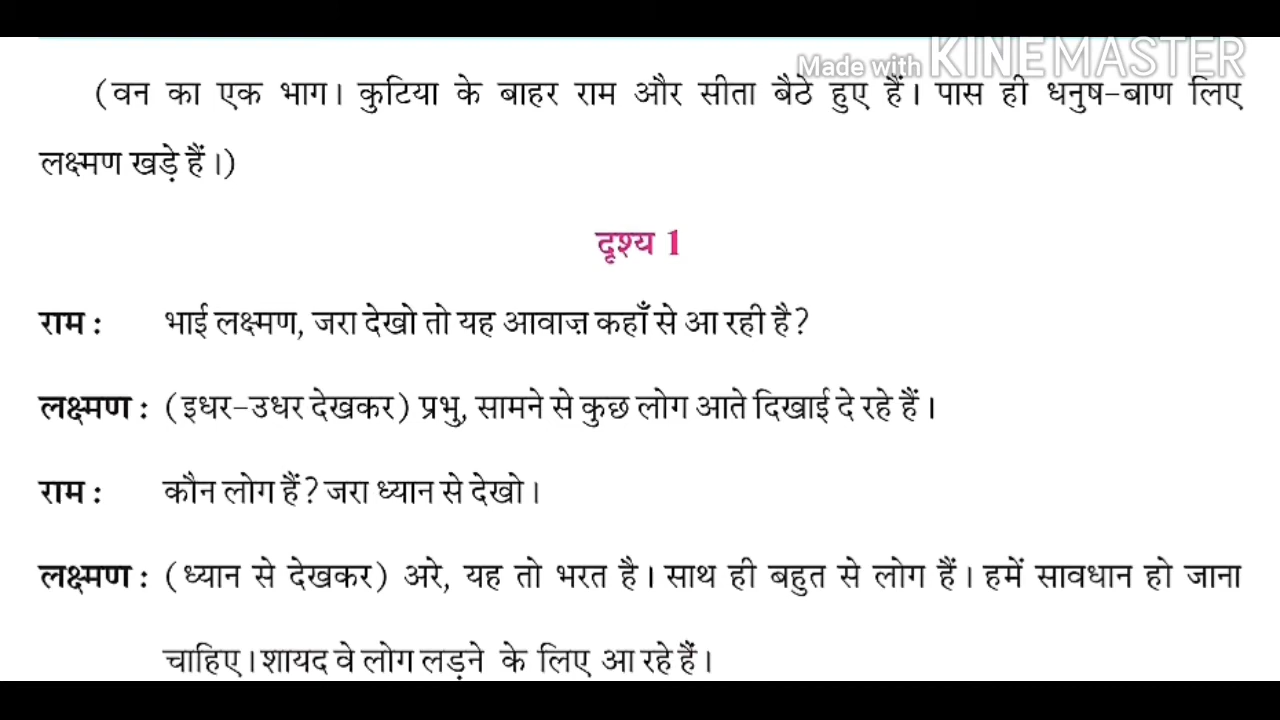 Made with KINEMASTER
(वन का एक भाग। कुटिया के बाहर राम और सीता बैठे हुए हैं। पास ही धनुष-बाण लिए
लक्ष्मण खड़े हैं।)
दृश्य 1
राम : भाई लक्ष्मण, जरा देखो तो यह आवाज़ कहाँ से आ रही है?
लक्ष्मण : (इधर-उधर देखकर) प्रभु, सामने से कुछ लोग आते दिखाई दे रहे हैं।
राम : कौन लोग हैं? जरा ध्यान से देखो।
लक्ष्मण : (ध्यान से देखकर) अरे, यह तो भरत है। साथ ही बहुत से लोग हैं। हमें सावधान हो जाना
चाहिए। शायद वे लोग लड़ने के लिए आ रहे हैं।